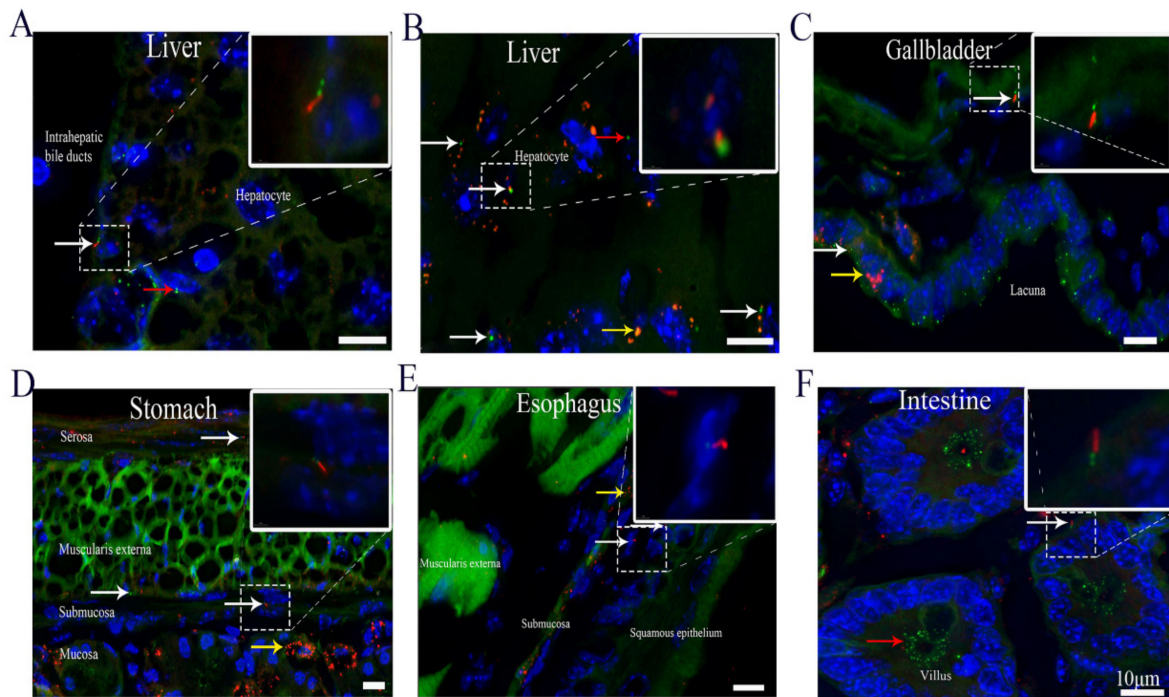 A
Liver
Intrahepatic
bile ducts
Hepatocyte
B
Liver
Hepatocyte
C
Gallbladder
Lacuna
D
Stomach
Serosa
Muscularis externa
Submucosa
Mucosa
E
Esophagus
Muscularis externa
Submucosa
Squamous epithelium
F
Intestine
Villus
10μm